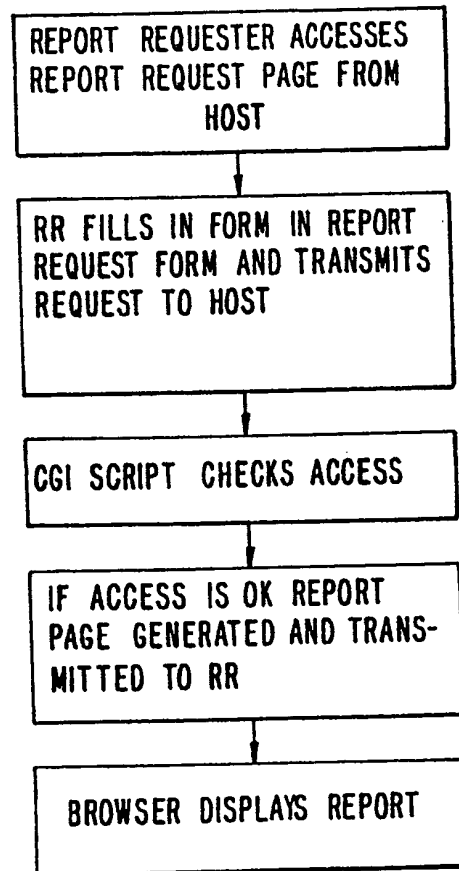 REPORT REQUESTER ACCESSES
REPORT REQUEST PAGE FROM
HOST
RR FILLS IN FORM IN REPORT
REQUEST FORM AND TRANSMITS
REQUEST TO HOST
CGI SCRIPT CHECKS ACCESS
IF ACCESS IS OK REPORT
PAGE GENERATED AND TRANS-
MITTED TO RR
BROWSER DISPLAYS REPORT